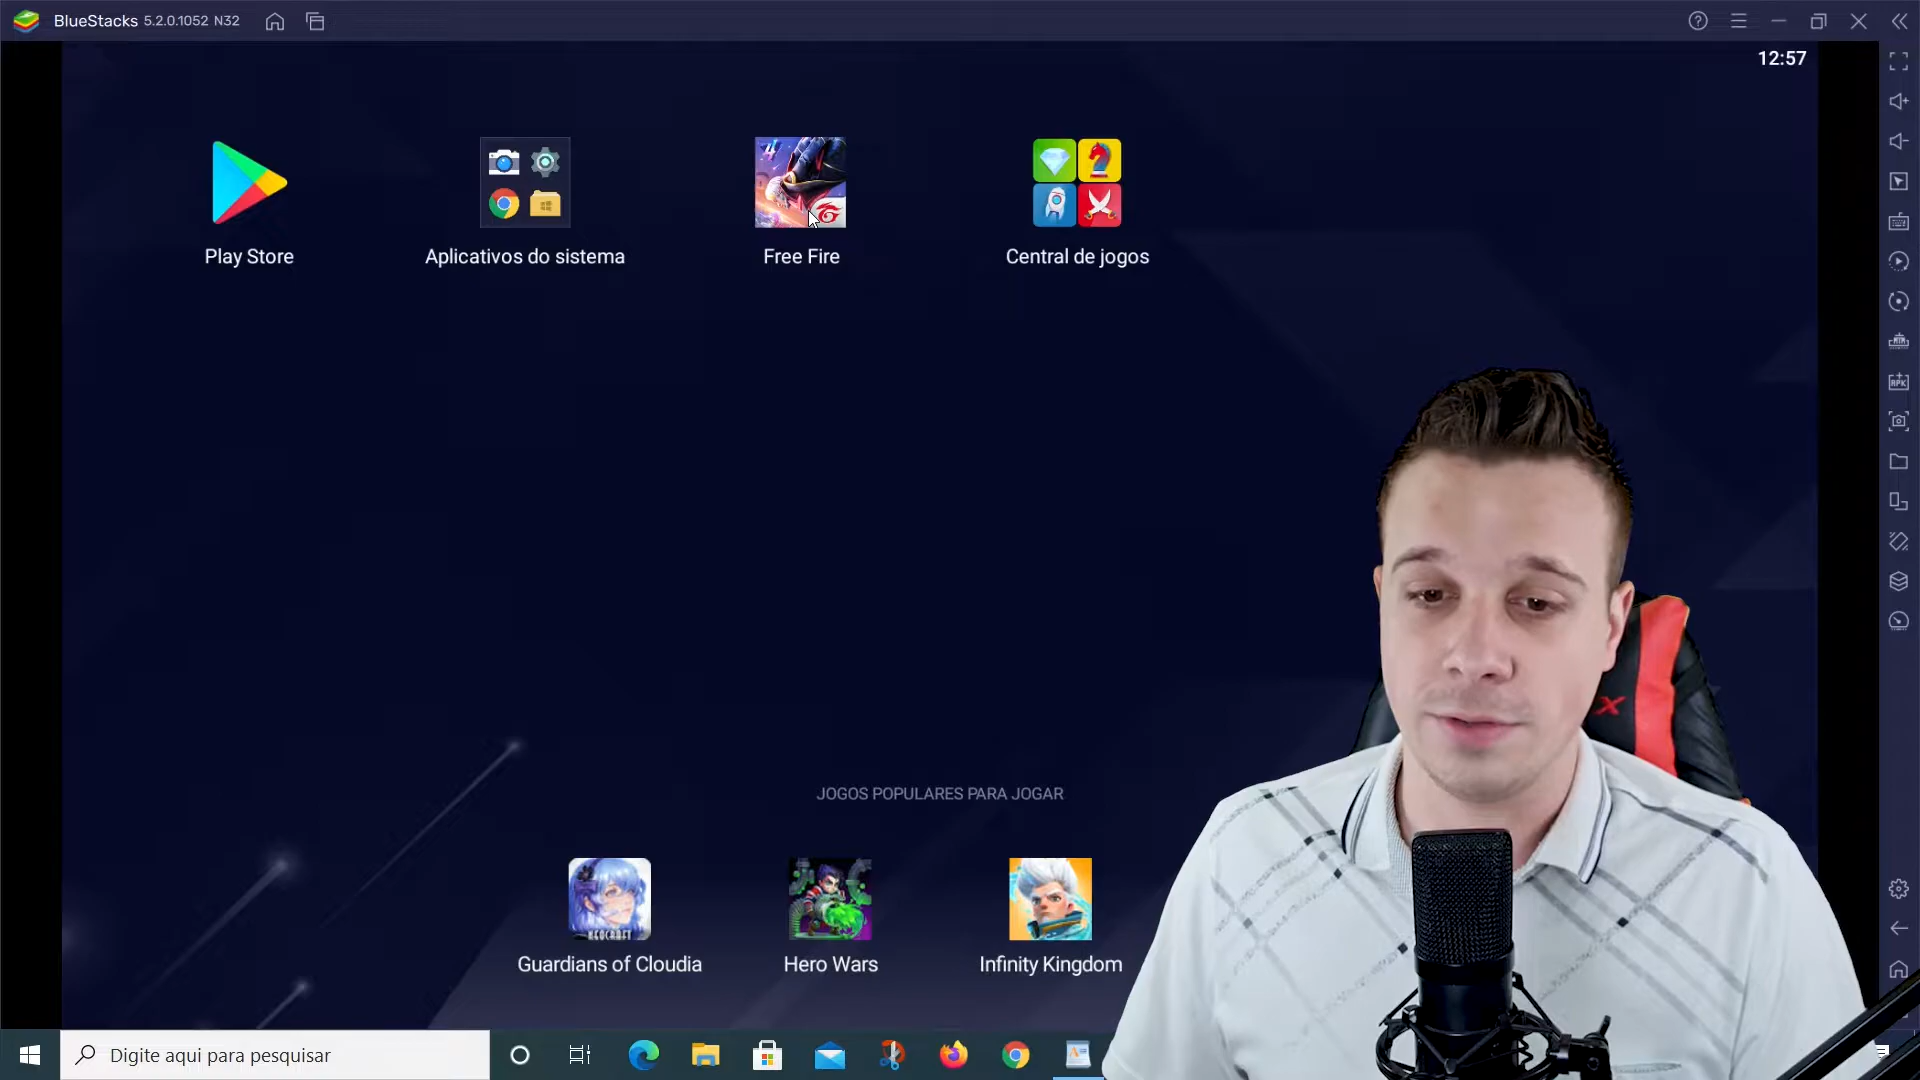 BlueStacks 5.2.0.1052 N32
12:57
Play Store
Aplicativos do sistema
Free Fire
Central de jogos
JOGOS POPULARES PARA JOGAR
NEOCRAFT
Guardians of Cloudia
Hero Wars
Infinity Kingdom
Digite aqui para pesquisar